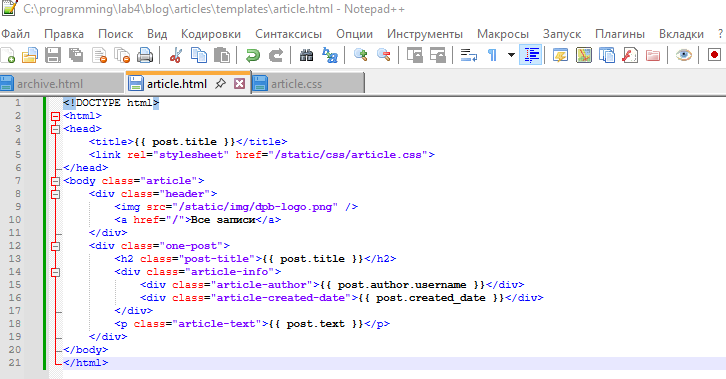 C:\programming\lab4\blog\articles\templates\article.html - Notepad++
Файл Правка Поиск Вид Кодировки Синтаксисы Опции Инструменты Макросы Запуск Плагины Вкладки ?
archive.html article.html article.css
1 <!DOCTYPE html>
2 <html>
3 <head>
4 <title>{{ post.title }}</title>
5 <link rel="stylesheet" href="/static/css/article.css">
6 </head>
7 <body class="article">
8 <div class="header">
9 <img src="/static/img/dpb-logo.png" />
10 <a href="/">Все записи</a>
11 </div>
12 <div class="one-post">
13 <h2 class="post-title">{{ post.title }}</h2>
14 <div class="article-info">
15 <div class="article-author">{{ post.author.username }}</div>
16 <div class="article-created-date">{{ post.created_date }}</div>
17 </div>
18 <p class="article-text">{{ post.text }}</p>
19 </div>
20 </body>
21 </html>